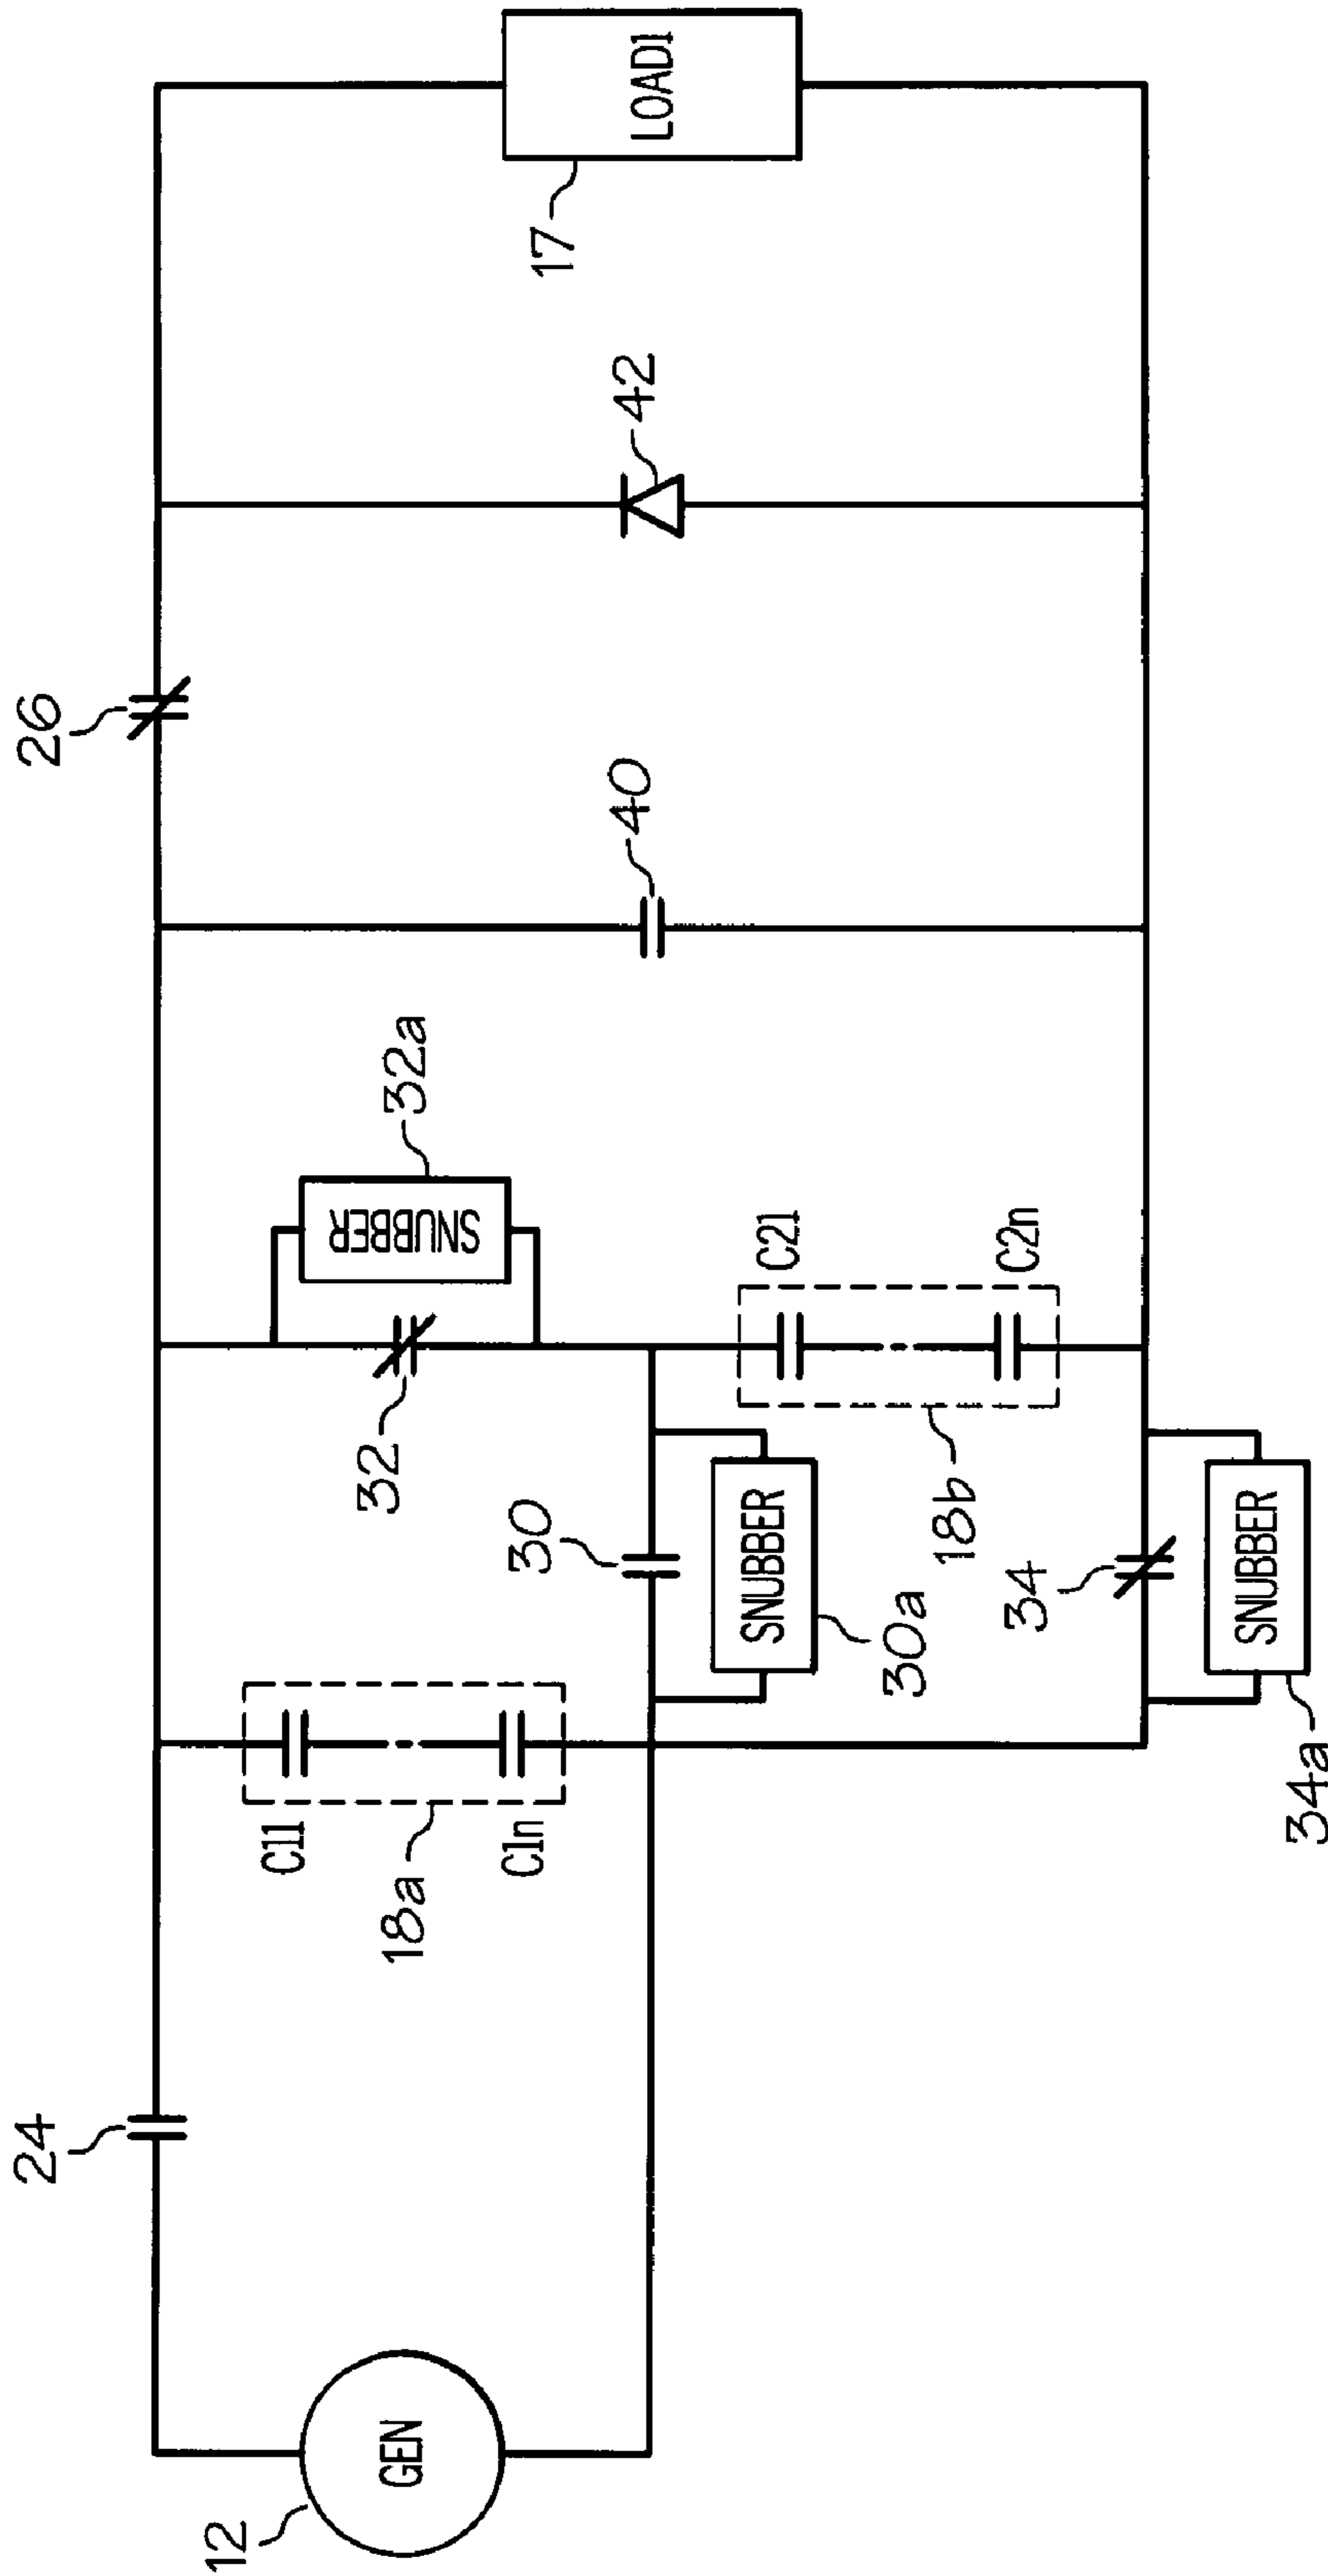 26
LOAD1
17
42
40
32a
SNUBBER
32
C21
C2n
18b
30
SNUBBER
30a
34
SNUBBER
34a
C11
C1n
18a
24
GEN
12